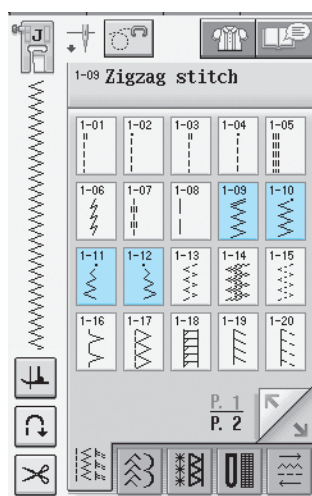 J
1-09 Zigzag stitch
1-01 1-02 1-03 1-04 1-05
1-06 1-07 1-08 1-09 1-10
1-11 1-12 1-13 1-14 1-15
1-16 1-17 1-18 1-19 1-20
P. 1
P. 2